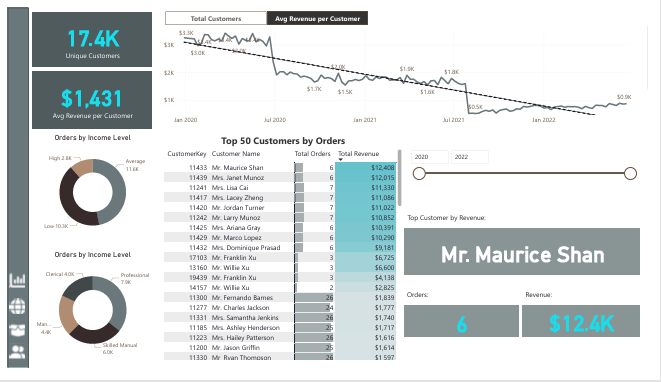 17.4K
Unique Customers
$1,431
Avg Revenue per Customer
Total Customers
Avg Revenue per Customer
$3K
$2K
$1K
$3.3K
$3.0K
$2.0K
$1.7K
$1.5K
$1.9K
$1.6K
$1.8K
$0.5K
$0.9K
Jan 2020
Jul 2020
Jan 2021
Jul 2021
Jan 2022
Orders by Income Level
High 2.8K
Average
11.6K
Low 10.3K
Orders by Income Level
Clerical 4.0K
Professional
7.9K
Man...
4.4K
Skilled Manual
6.0K
Top 50 Customers by Orders
CustomerKey Customer Name Total Orders Total Revenue
11433 Mr. Maurice Shan 6 $12,408
11439 Mrs. Janet Munoz 6 $12,015
11241 Mrs. Lisa Cai 7 $11,330
11417 Mrs. Lacey Zheng 7 $11,086
11420 Mr. Jordan Turner 7 $11,022
11242 Mr. Larry Munoz 7 $10,852
11425 Mrs. Ariana Gray 6 $10,391
11429 Mr. Marco Lopez 6 $10,290
11432 Mrs. Dominique Prasad 6 $9,181
17103 Mr. Franklin Xu 3 $6,725
13160 Mr. Willie Xu 3 $6,600
19439 Mr. Franklin Xu 3 $4,138
14157 Mr. Willie Xu 2 $2,825
11300 Mr. Fernando Barnes 26 $1,839
11277 Mr. Charles Jackson 24 $1,777
11331 Mrs. Samantha Jenkins 26 $1,740
11185 Mrs. Ashley Henderson 25 $1,717
11223 Mrs. Hailey Patterson 26 $1,616
11200 Mr. Jason Griffin 25 $1,614
11330 Mr. Ryan Thompson 26 $1,597
2020
2022
Top Customer by Revenue:
Mr. Maurice Shan
Orders:
Revenue:
6
$12.4K